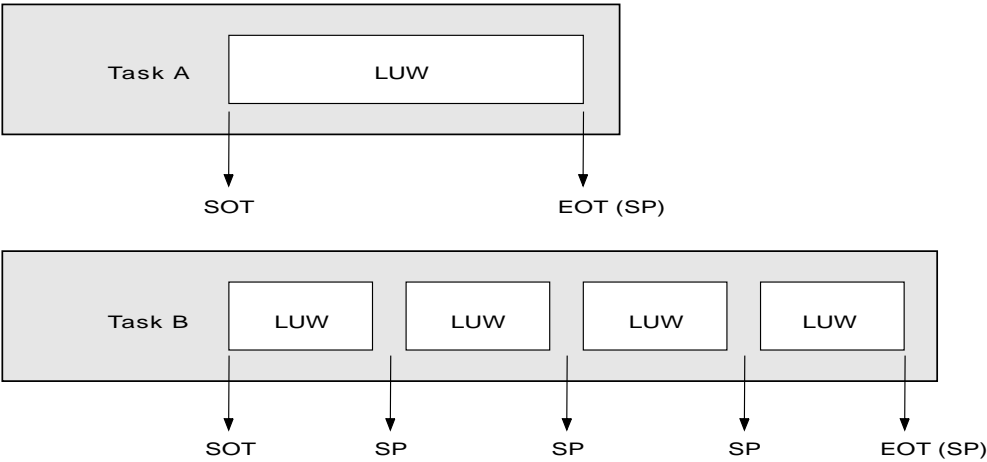 Task A LUW
SOT EOT (SP)
Task B LUW LUW LUW LUW
SOT SP SP SP EOT (SP)